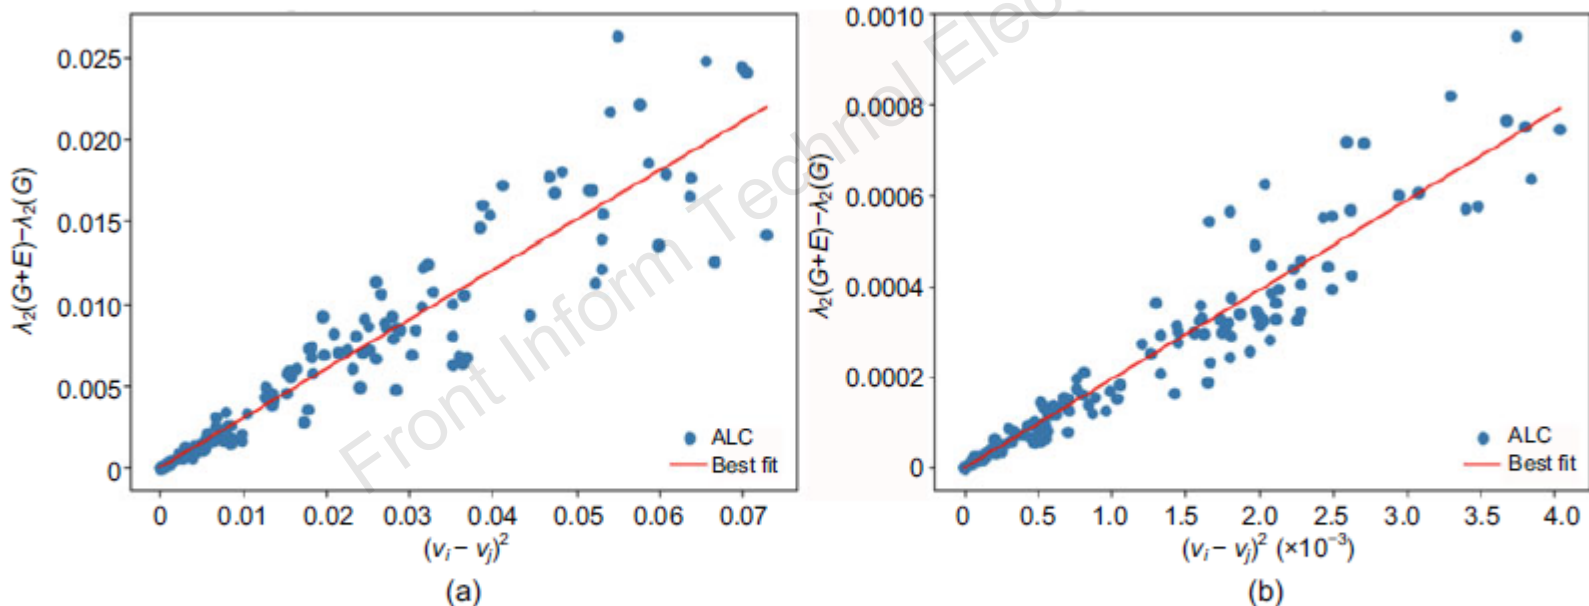 0.025
0.020
0.015
0.010
0.005
0
λ₂(G+E)−λ₂(G)
0 0.01 0.02 0.03 0.04 0.05 0.06 0.07
(vᵢ − vⱼ)²
ALC
Best fit
(a)
0.0010
0.0008
0.0006
0.0004
0.0002
0
λ₂(G+E)−λ₂(G)
0 0.5 1.0 1.5 2.0 2.5 3.0 3.5 4.0
(vᵢ − vⱼ)² (×10⁻³)
ALC
Best fit
(b)
Front Inform Technol Elec